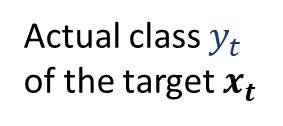 Actual class yₜ
of the target xₜ